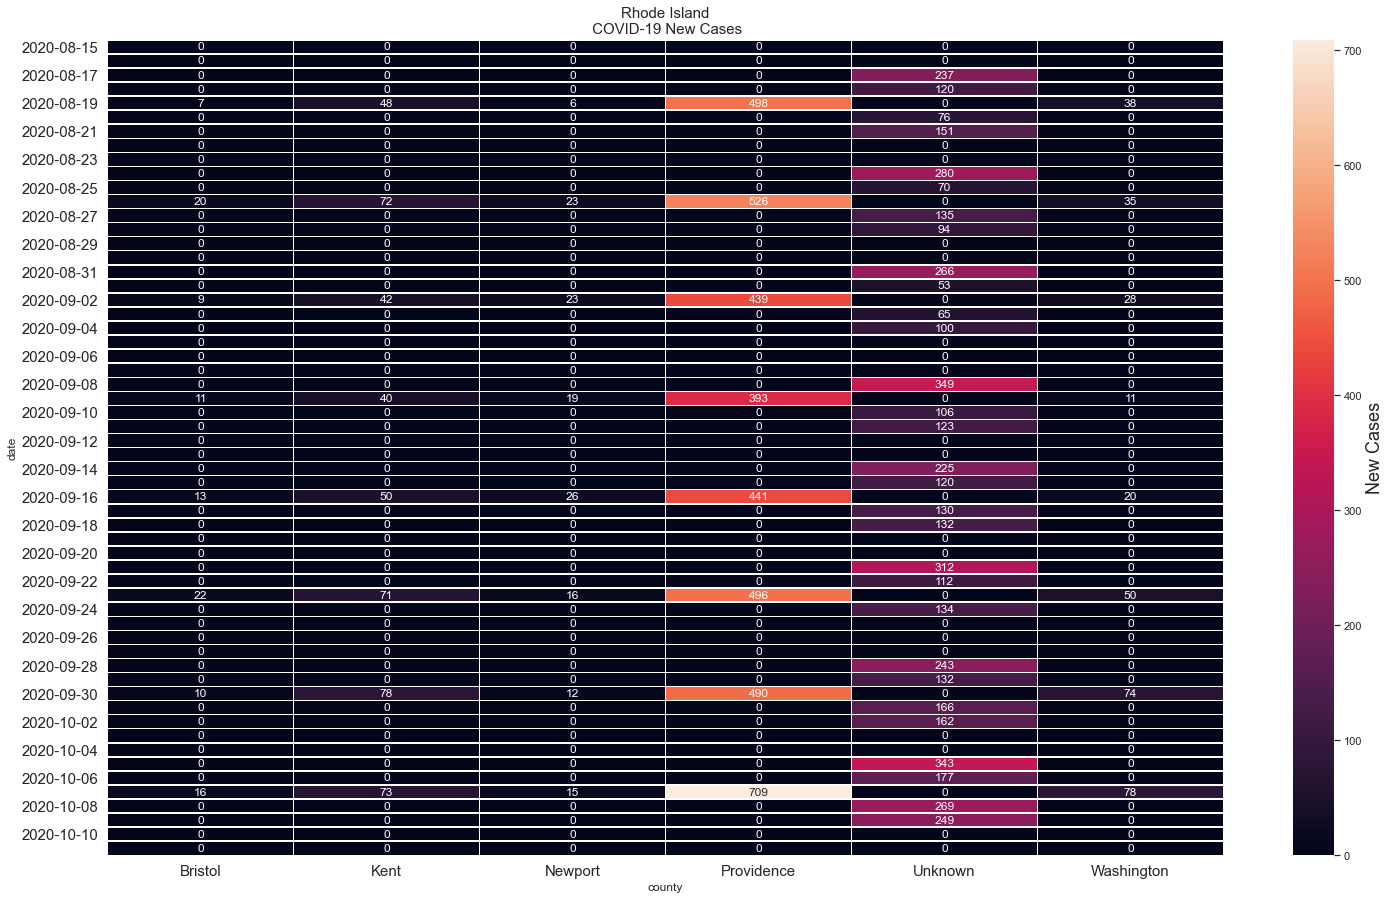 Rhode Island
COVID-19 New Cases
2020-08-15 0 0 0 0 0 0
0 0 0 0 0 0
2020-08-17 0 0 0 0 237 0
0 0 0 0 120 0
2020-08-19 7 48 6 498 0 38
0 0 0 0 76 0
2020-08-21 0 0 0 0 151 0
0 0 0 0 0 0
2020-08-23 0 0 0 0 0 0
0 0 0 0 280 0
2020-08-25 0 0 0 0 70 0
20 72 23 526 0 35
2020-08-27 0 0 0 0 135 0
0 0 0 0 94 0
2020-08-29 0 0 0 0 0 0
0 0 0 0 0 0
2020-08-31 0 0 0 0 266 0
0 0 0 0 53 0
2020-09-02 9 42 23 439 0 28
0 0 0 0 65 0
2020-09-04 0 0 0 0 100 0
0 0 0 0 0 0
2020-09-06 0 0 0 0 0 0
0 0 0 0 0 0
2020-09-08 0 0 0 0 349 0
11 40 19 393 0 11
2020-09-10 0 0 0 0 106 0
0 0 0 0 123 0
2020-09-12 0 0 0 0 0 0
0 0 0 0 0 0
2020-09-14 0 0 0 0 225 0
0 0 0 0 120 0
2020-09-16 13 50 26 441 0 20
0 0 0 0 130 0
2020-09-18 0 0 0 0 132 0
0 0 0 0 0 0
2020-09-20 0 0 0 0 0 0
0 0 0 0 312 0
2020-09-22 0 0 0 0 112 0
22 71 16 496 0 50
2020-09-24 0 0 0 0 134 0
0 0 0 0 0 0
2020-09-26 0 0 0 0 0 0
0 0 0 0 0 0
2020-09-28 0 0 0 0 243 0
0 0 0 0 132 0
2020-09-30 10 78 12 490 0 74
0 0 0 0 166 0
2020-10-02 0 0 0 0 162 0
0 0 0 0 0 0
2020-10-04 0 0 0 0 0 0
0 0 0 0 343 0
2020-10-06 0 0 0 0 177 0
16 73 15 709 0 78
2020-10-08 0 0 0 0 269 0
0 0 0 0 249 0
2020-10-10 0 0 0 0 0 0
0 0 0 0 0 0
date
Bristol Kent Newport Providence Unknown Washington
county
700
600
500
400
300
200
100
0
New Cases